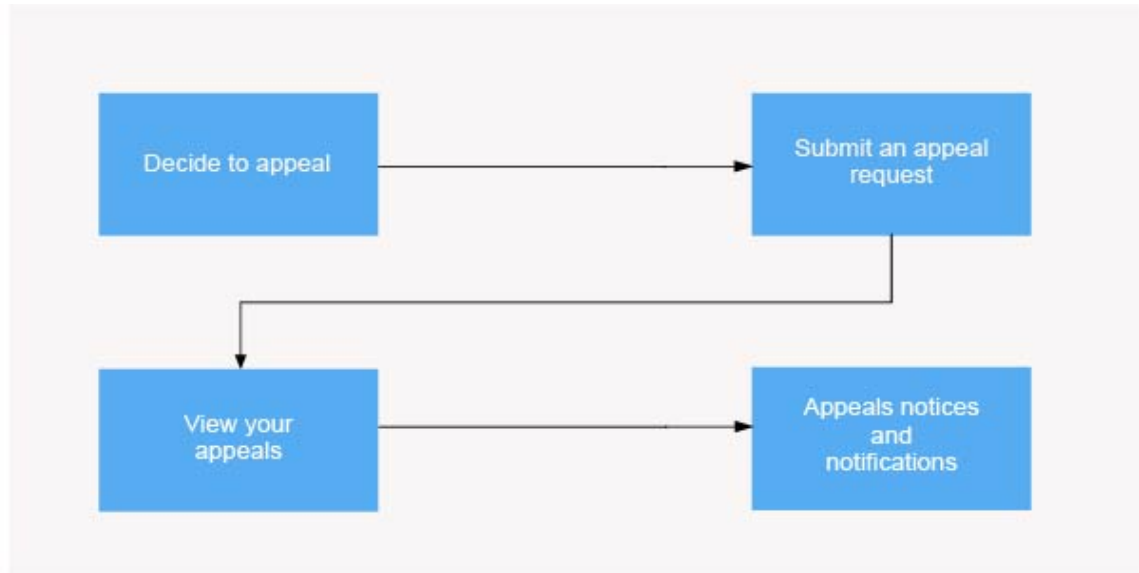 Decide to appeal
Submit an appeal
request
View your
appeals
Appeals notices
and
notifications